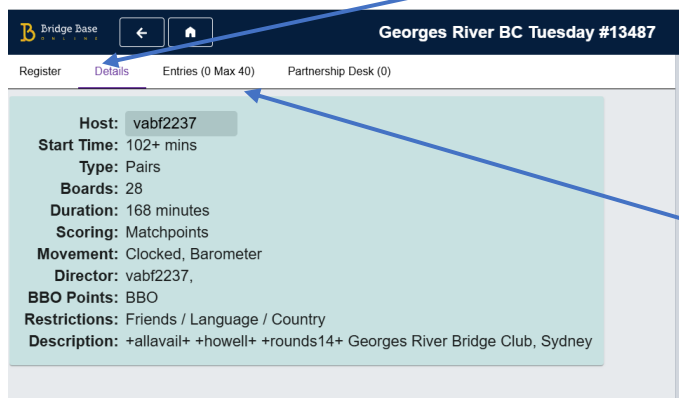 Bridge Base
ONLINE
Georges River BC Tuesday #13487
Register Details Entries (0 Max 40) Partnership Desk (0)
Host: vabf2237
Start Time: 102+ mins
Type: Pairs
Boards: 28
Duration: 168 minutes
Scoring: Matchpoints
Movement: Clocked, Barometer
Director: vabf2237,
BBO Points: BBO
Restrictions: Friends / Language / Country
Description: +allavail+ +howell+ +rounds14+ Georges River Bridge Club, Sydney